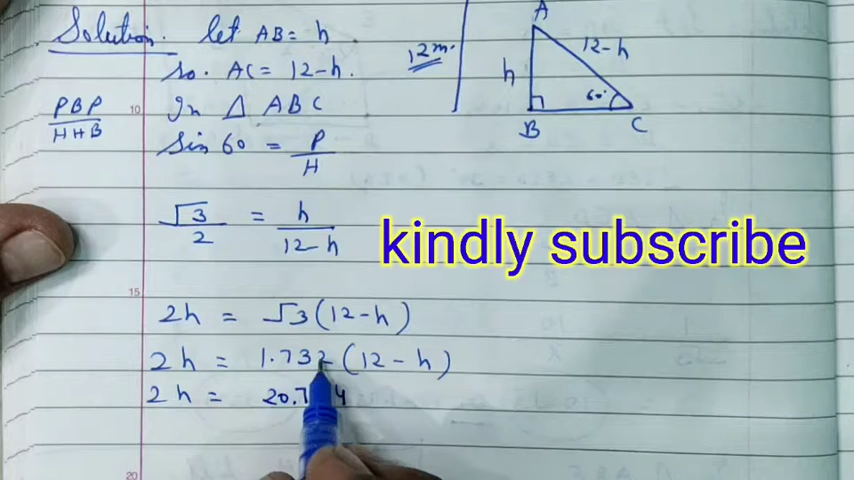 Solution. let AB = h
so. AC = 12-h.
In Δ ABC
PBP
HHB
Sin 60 = P/H
√3/2 = h/12-h
2h = √3(12-h)
2h = 1.732(12-h)
2h = 20.7
12m.
A
12-h
h
60°
B
C
kindly subscribe
10
15
20